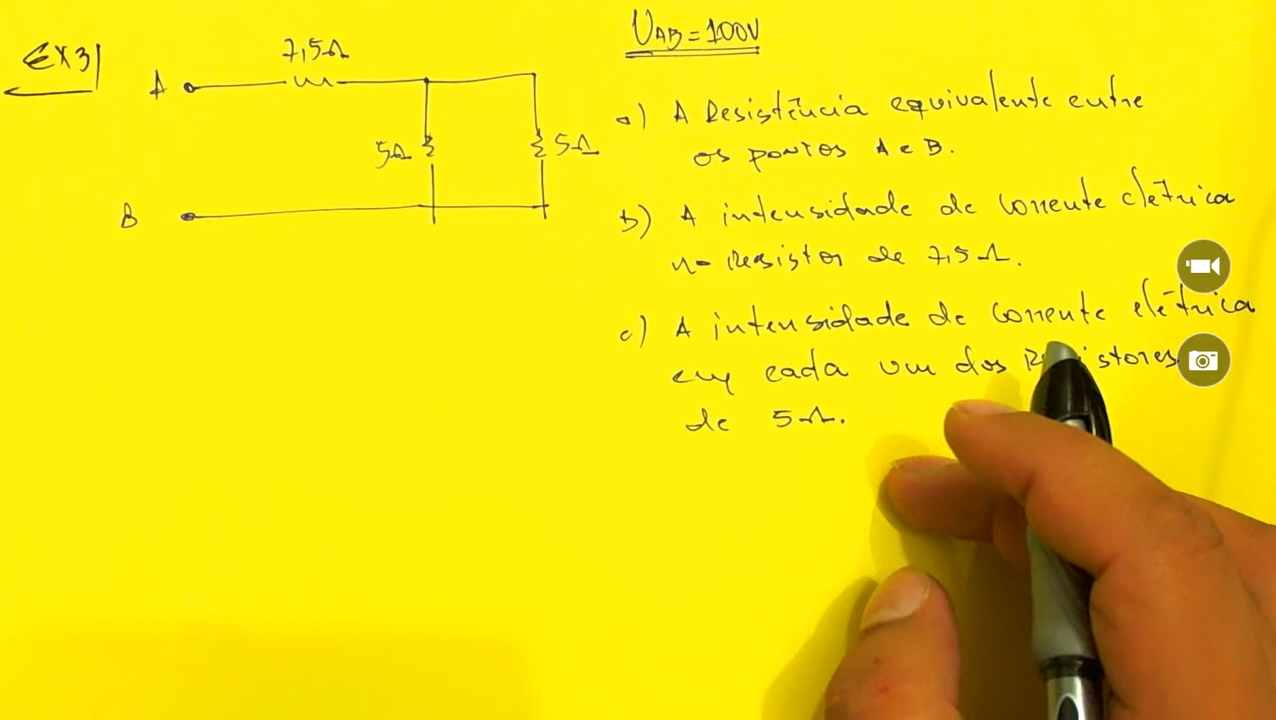 EX3
7,5Ω
A
5Ω
5Ω
B
UAB = 100V
a) A Resistência equivalente entre
os pontos A e B.
b) A intensidade de corrente elétrica
no Resistor de 7,5Ω.
c) A intensidade de corrente elétrica
em cada um dos
de 5Ω.